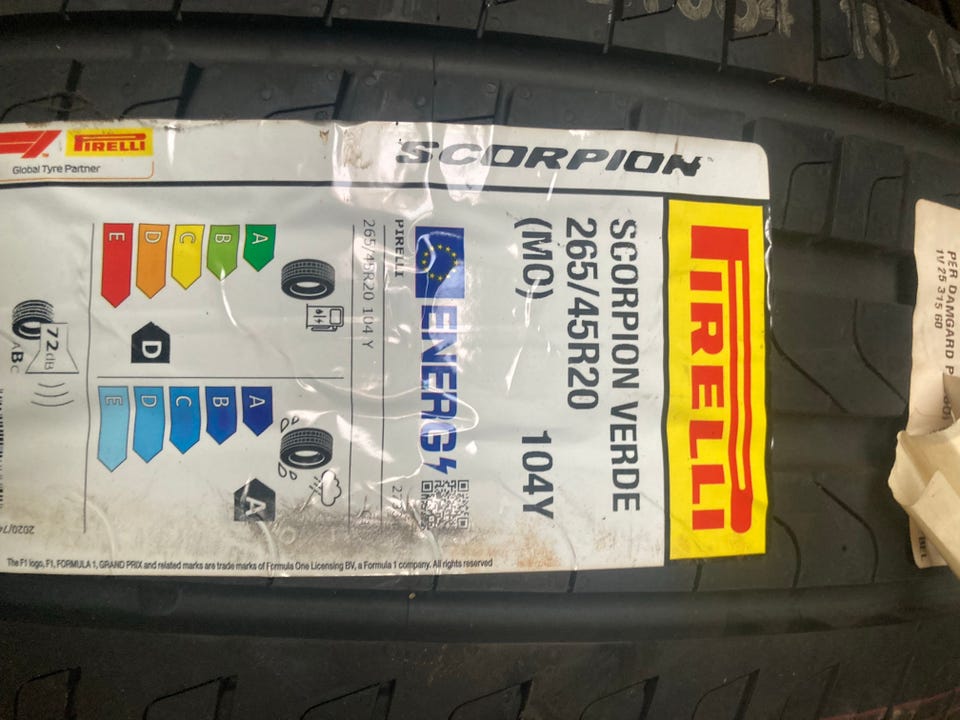 PIRELLI
Global Tyre Partner
SCORPION
PIRELLI
SCORPION VERDE
265/45R20
(MO) 104Y
ENERG
PIRELLI
265/45R20 104 Y
A
B
C
D
E
D
A
B
C
D
E
A
72dB
ABC
The F1 logo, F1, FORMULA 1, GRAND PRIX and related marks are trade marks of Formula One Licensing BV, a Formula 1 company. All rights reserved
PER DAMGARD P